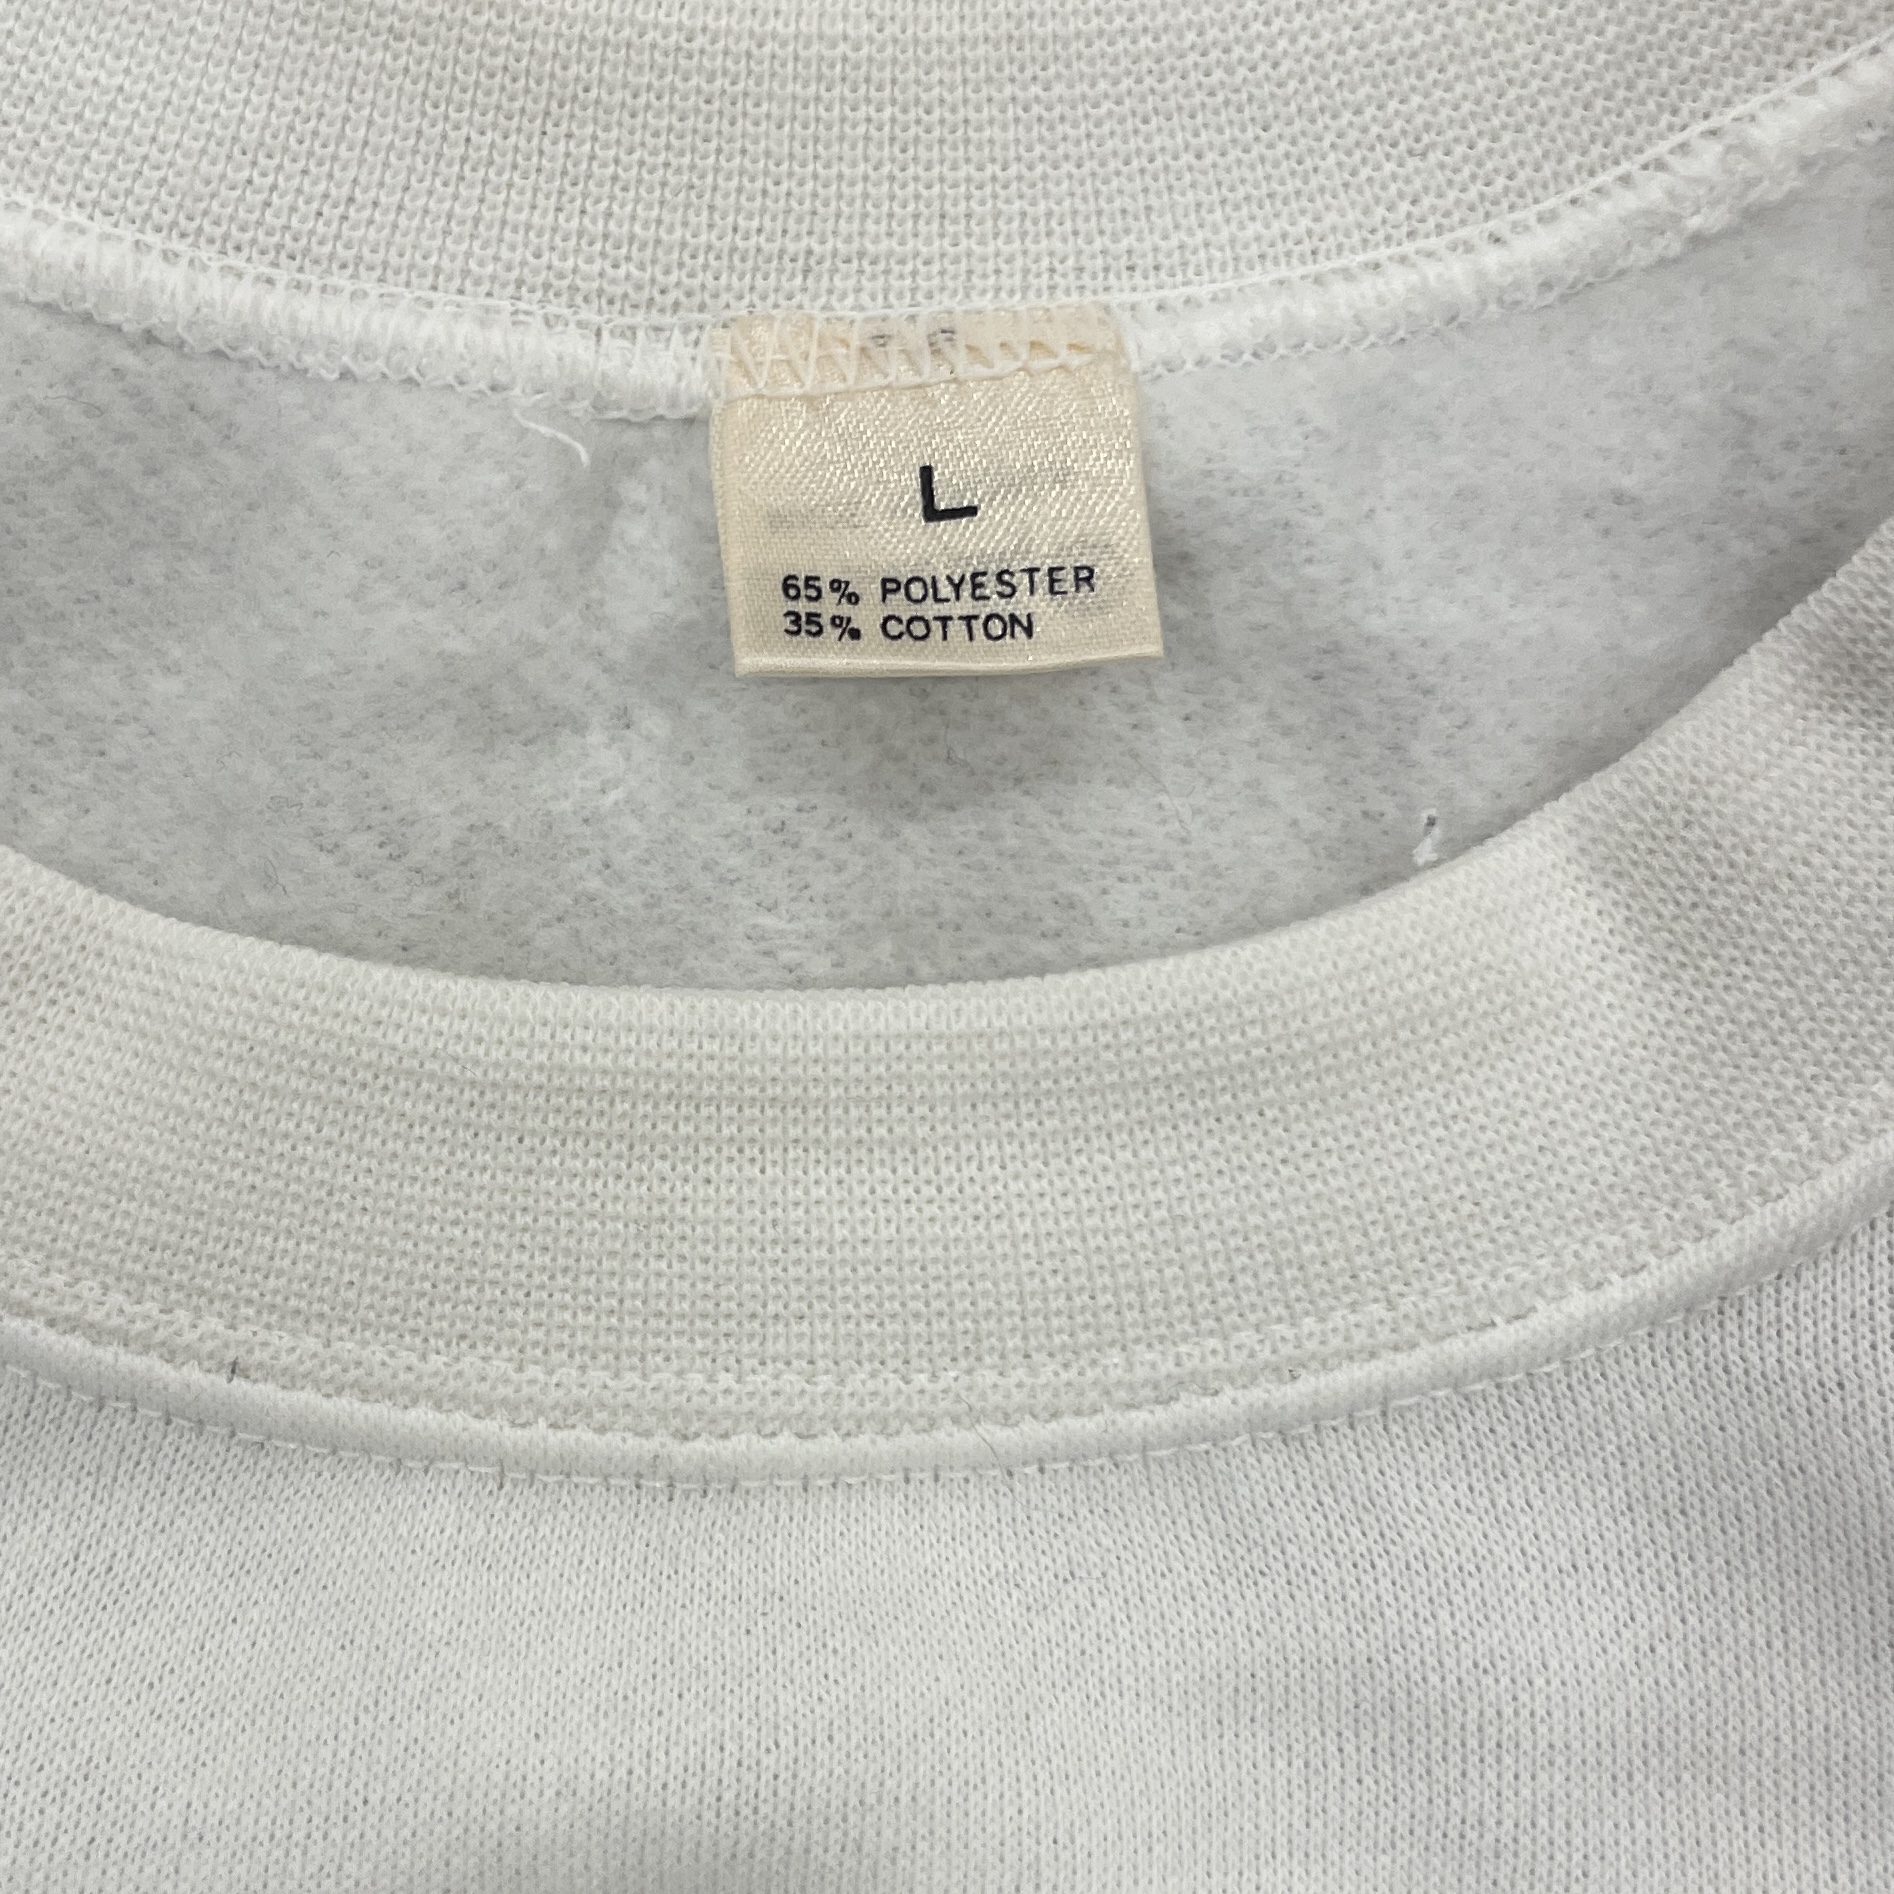 L
65% POLYESTER
35% COTTON